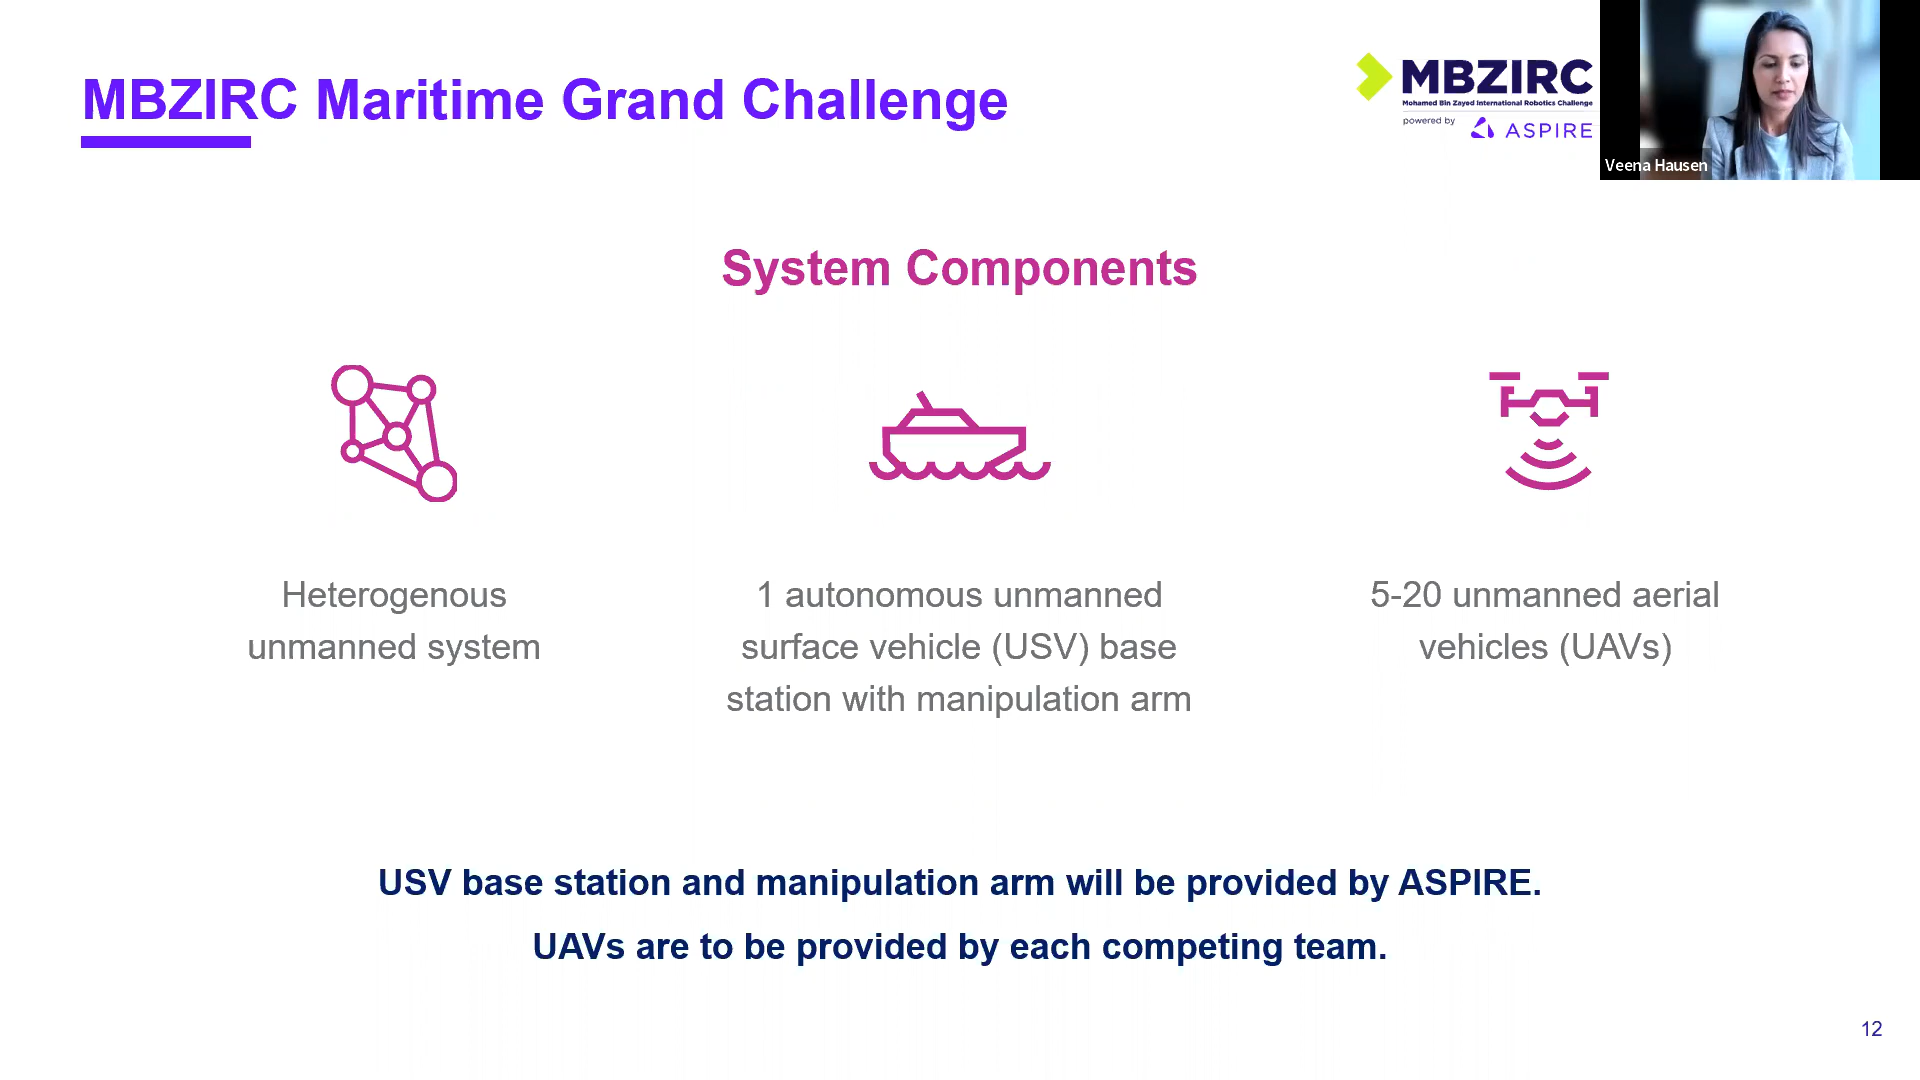 MBZIRC Maritime Grand Challenge
MBZIRC
Mohamed Bin Zayed International Robotics Challenge
powered by ASPIRE
Veena Hausen
System Components
Heterogenous
unmanned system
1 autonomous unmanned
surface vehicle (USV) base
station with manipulation arm
5-20 unmanned aerial
vehicles (UAVs)
USV base station and manipulation arm will be provided by ASPIRE.
UAVs are to be provided by each competing team.
12